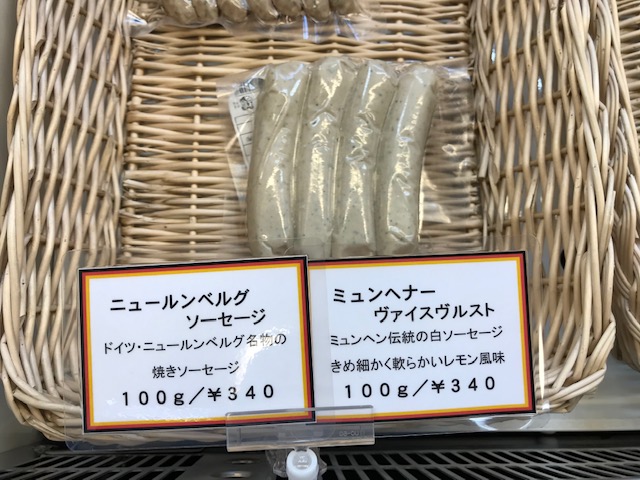 ニュールンベルグ
ソーセージ
ドイツ・ニュールンベルグ名物の
焼きソーセージ
100g/¥340
ミュンヘナー
ヴァイスヴルスト
ミュンヘン伝統の白ソーセージ
きめ細かく軟らかいレモン風味
100g/¥340